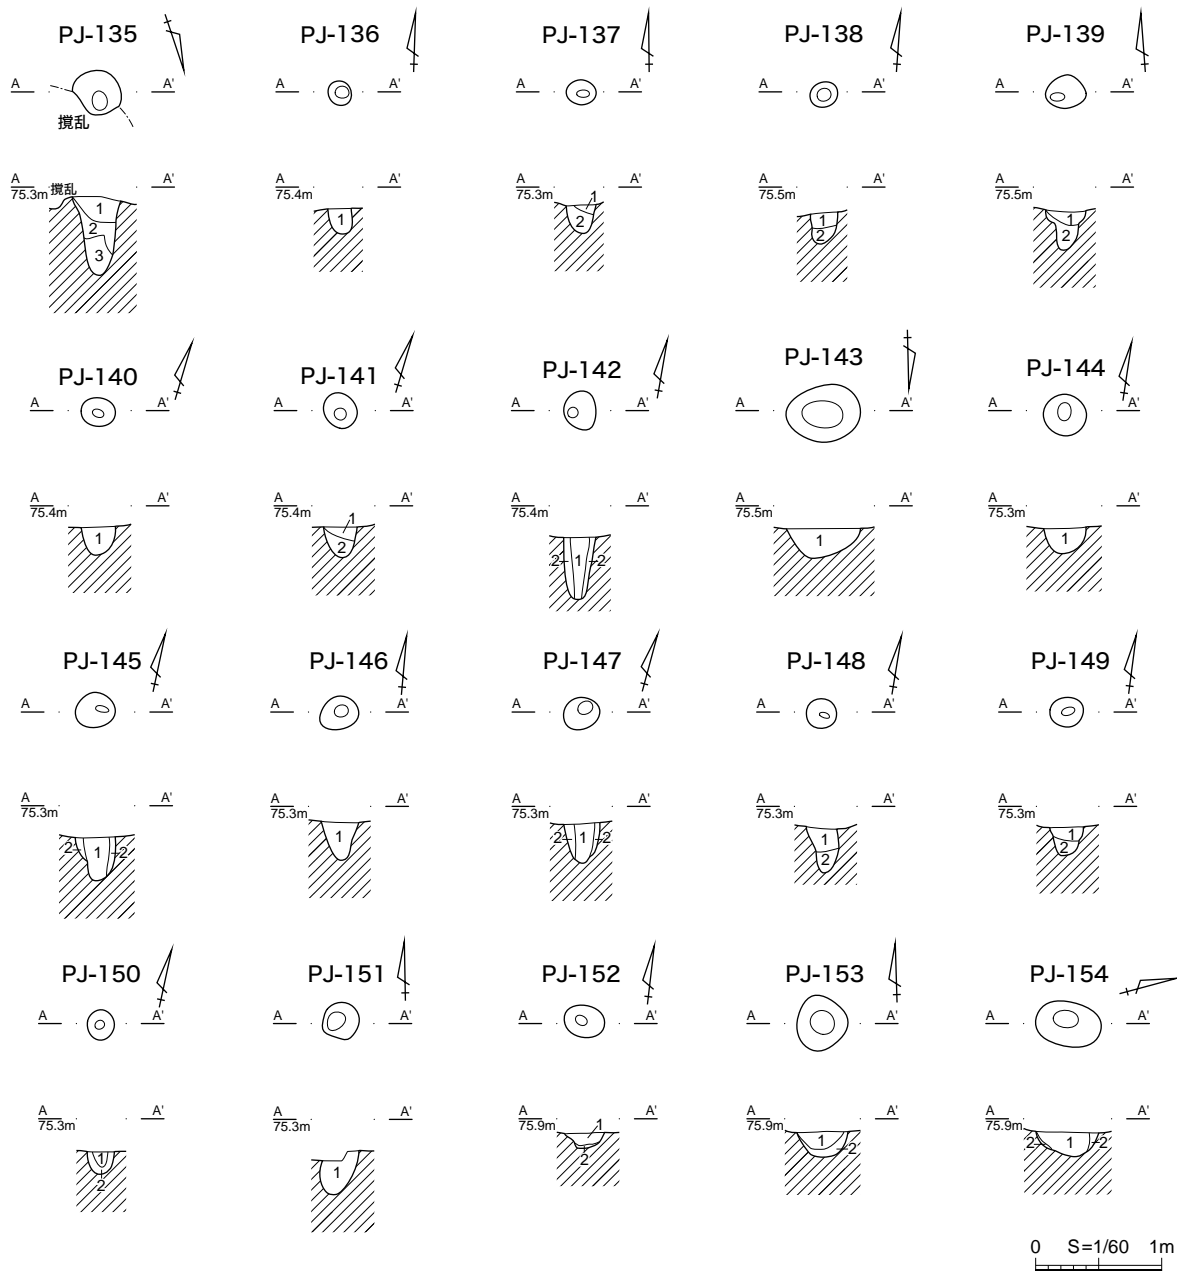 PJ-135 PJ-136 PJ-137 PJ-138 PJ-139
A A' A A' A A' A A' A A'
撹乱
A 撹乱 A' A A' A A' A A' A A'
75.3m 75.4m 75.3m 75.5m 75.5m
1 1 1 1 1
2 2 2 2
3
PJ-140 PJ-141 PJ-142 PJ-143 PJ-144
A A' A A' A A' A A' A A'
A A' A A' A A' A A' A A'
75.4m 75.4m 75.4m 75.5m 75.3m
1 1 2 1 2 1 1
2
PJ-145 PJ-146 PJ-147 PJ-148 PJ-149
A A' A A' A A' A A' A A'
A A' A A' A A' A A' A A'
75.3m 75.3m 75.3m 75.3m 75.3m
2 1 2 1 2 1 2 1 1
2 2
PJ-150 PJ-151 PJ-152 PJ-153 PJ-154
A A' A A' A A' A A' A A'
A A' A A' A A' A A' A A'
75.3m 75.3m 75.9m 75.9m 75.9m
1 1 1 1 2 2 1 2
2 2
0 S=1/60 1m